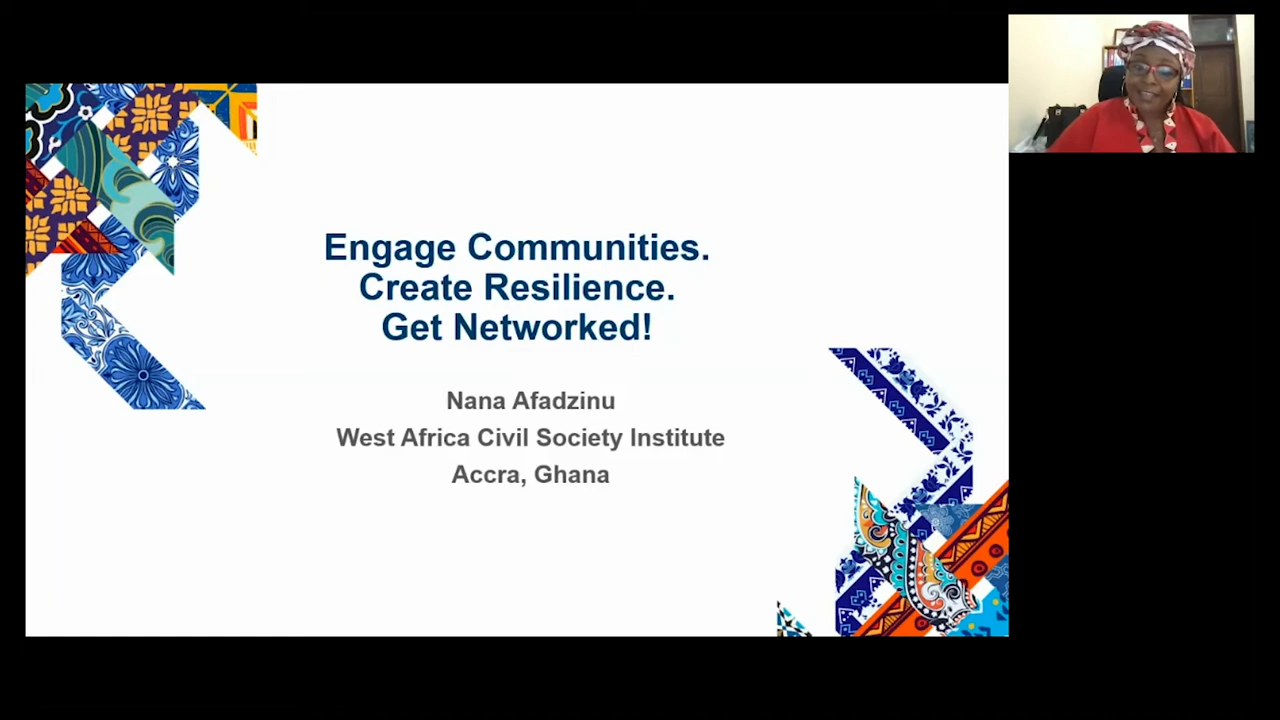 Engage Communities.
Create Resilience.
Get Networked!
Nana Afadzinu
West Africa Civil Society Institute
Accra, Ghana